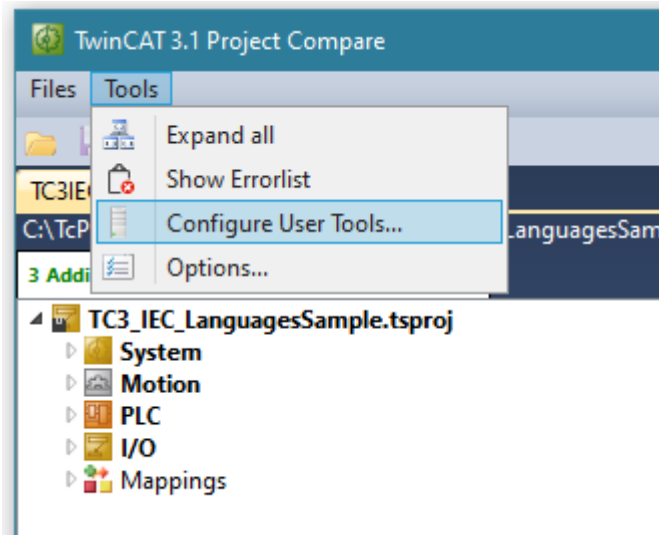 TwinCAT 3.1 Project Compare
Files Tools
Expand all
Show Errorlist
TC3IE
Configure User Tools...
C:\TcP
.anguagesSam
Options...
3 Addi
TC3_IEC_LanguagesSample.tsproj
System
Motion
PLC
I/O
Mappings